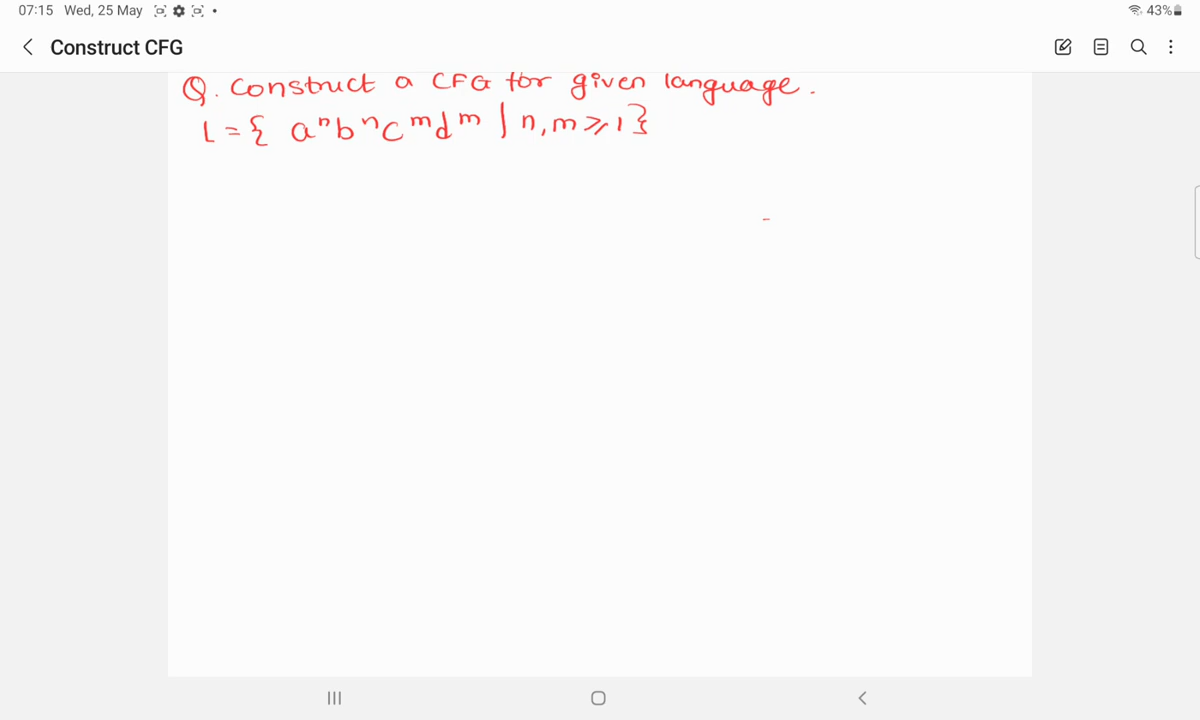 07:15 Wed, 25 May 43%
Construct CFG
Q. Construct a CFG for given language.
L = { aⁿbⁿcᵐdᵐ | n, m ⩾ 1 }